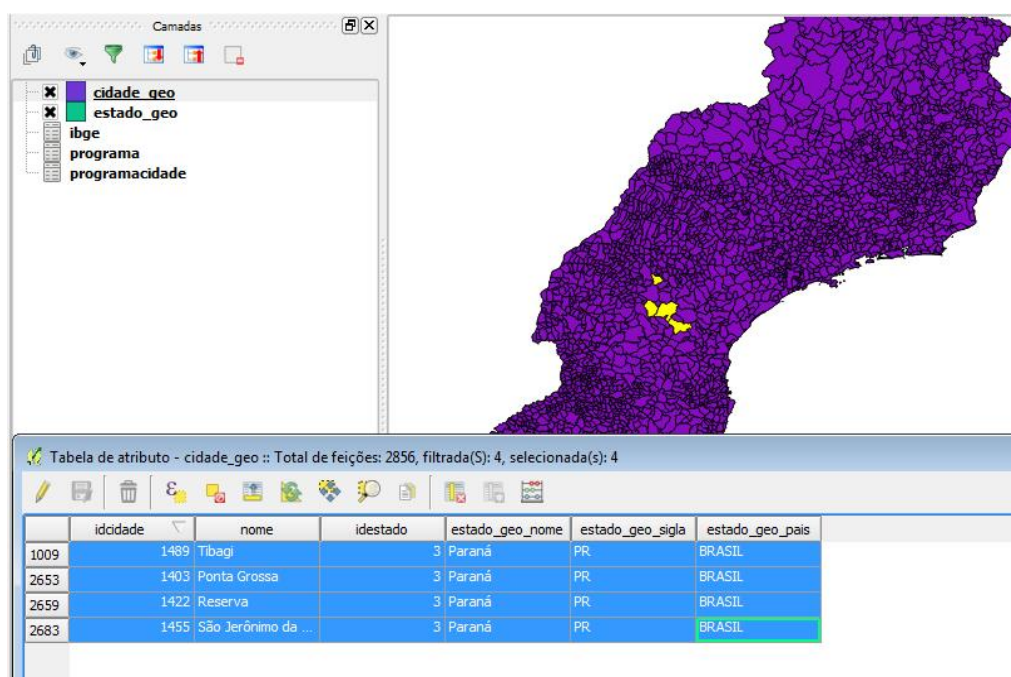 Camadas
cidade_geo
estado_geo
ibge
programa
programacidade
Tabela de atributo - cidade_geo :: Total de feições: 2856, filtrada(S): 4, selecionada(s): 4
idcidade nome idestado estado_geo_nome estado_geo_sigla estado_geo_pais
1009 1489 Tibagi 3 Paraná PR BRASIL
2653 1403 Ponta Grossa 3 Paraná PR BRASIL
2659 1422 Reserva 3 Paraná PR BRASIL
2683 1455 São Jerônimo da ... 3 Paraná PR BRASIL